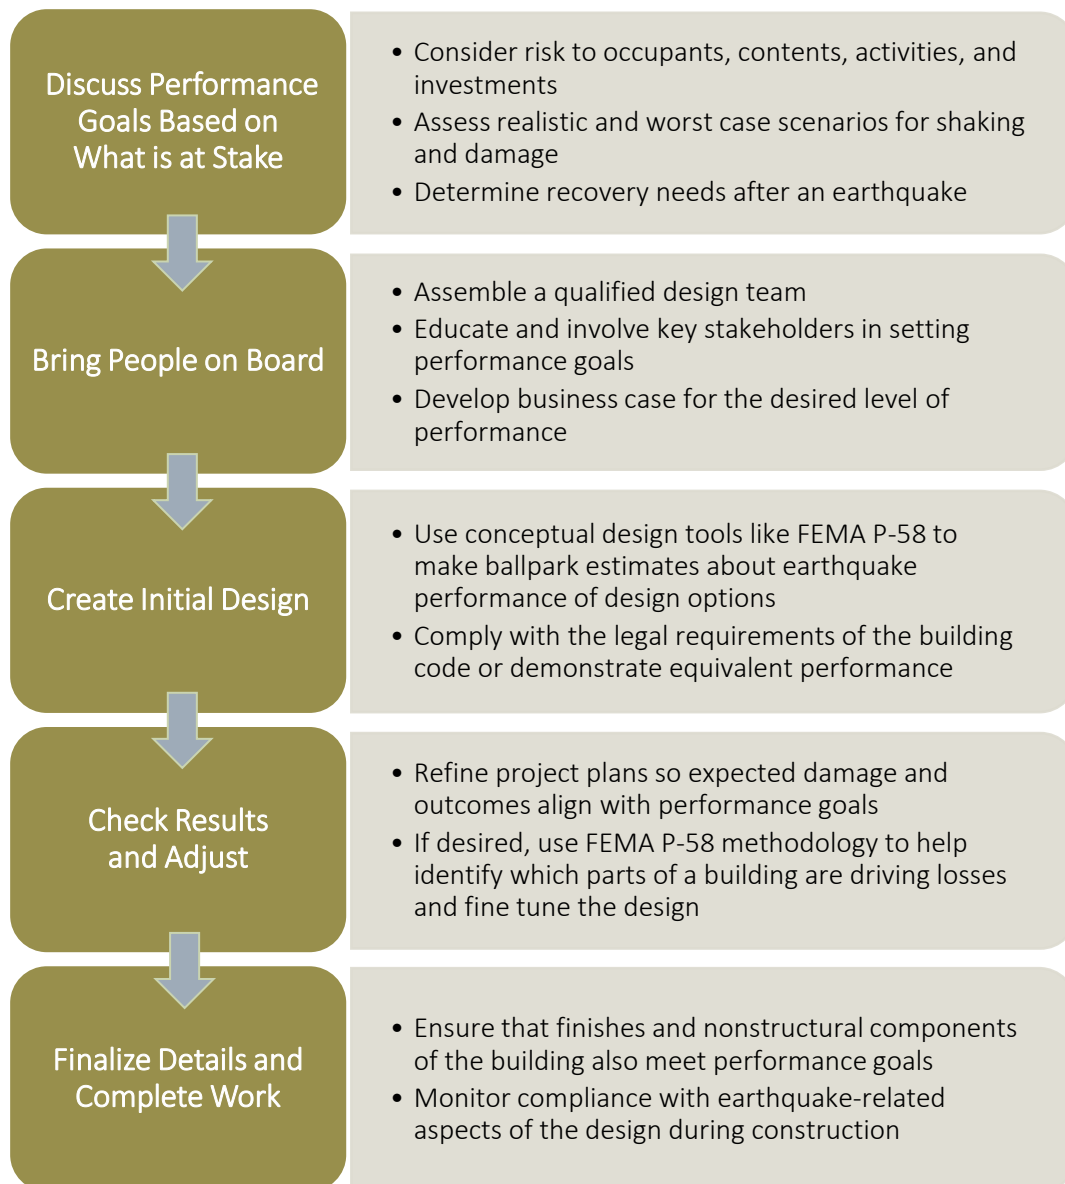 Discuss Performance
Goals Based on
What is at Stake
• Consider risk to occupants, contents, activities, and
investments
• Assess realistic and worst case scenarios for shaking
and damage
• Determine recovery needs after an earthquake
Bring People on Board
• Assemble a qualified design team
• Educate and involve key stakeholders in setting
performance goals
• Develop business case for the desired level of
performance
Create Initial Design
• Use conceptual design tools like FEMA P-58 to
make ballpark estimates about earthquake
performance of design options
• Comply with the legal requirements of the building
code or demonstrate equivalent performance
Check Results
and Adjust
• Refine project plans so expected damage and
outcomes align with performance goals
• If desired, use FEMA P-58 methodology to help
identify which parts of a building are driving losses
and fine tune the design
Finalize Details and
Complete Work
• Ensure that finishes and nonstructural components
of the building also meet performance goals
• Monitor compliance with earthquake-related
aspects of the design during construction